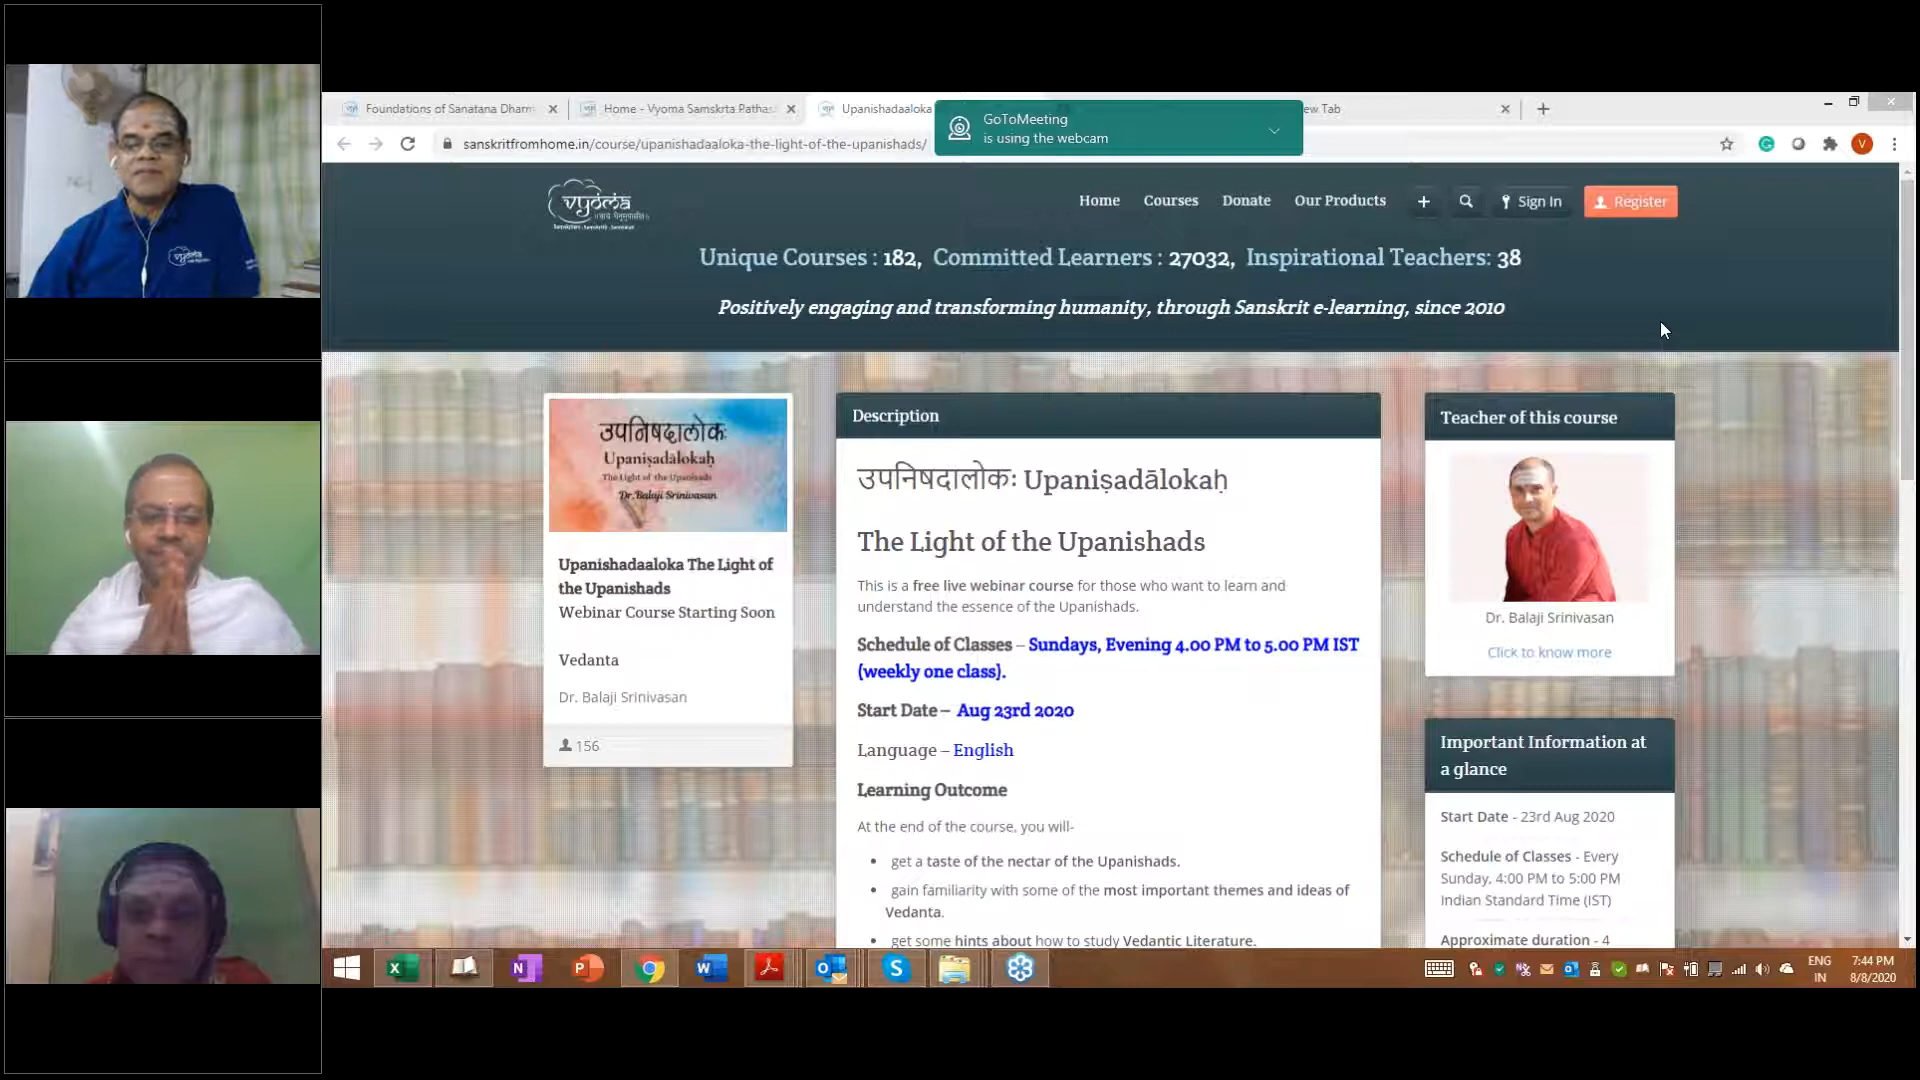 Foundations of Sanatana Dharm
Home - Vyoma Samskrta Pathas
Upanishadaaloka
ew Tab
GoToMeeting
is using the webcam
sanskritfromhome.in/course/upanishadaaloka-the-light-of-the-upanishads/
V
vyoma
Home
Courses
Donate
Our Products
Sign In
Register
Unique Courses : 182, Committed Learners : 27032, Inspirational Teachers: 38
Positively engaging and transforming humanity, through Sanskrit e-learning, since 2010
vyoma
उपनिषदालोकः
Upaniṣadālokaḥ
The Light of the Upanisads
Dr.Balaji Srinivasan
Upanishadaaloka The Light of
the Upanishads
Webinar Course Starting Soon
Vedanta
Dr. Balaji Srinivasan
156
Description
उपनिषदालोकः Upaniṣadālokaḥ
The Light of the Upanishads
This is a free live webinar course for those who want to learn and
understand the essence of the Upanishads.
Schedule of Classes – Sundays, Evening 4.00 PM to 5.00 PM IST
(weekly one class).
Start Date – Aug 23rd 2020
Language – English
Learning Outcome
At the end of the course, you will-
get a taste of the nectar of the Upanishads.
gain familiarity with some of the most important themes and ideas of
Vedanta.
get some hints about how to study Vedantic Literature.
Teacher of this course
Dr. Balaji Srinivasan
Click to know more
Important Information at
a glance
Start Date - 23rd Aug 2020
Schedule of Classes - Every
Sunday, 4:00 PM to 5:00 PM
Indian Standard Time (IST)
Approximate duration - 4
ENG
IN
7:44 PM
8/8/2020